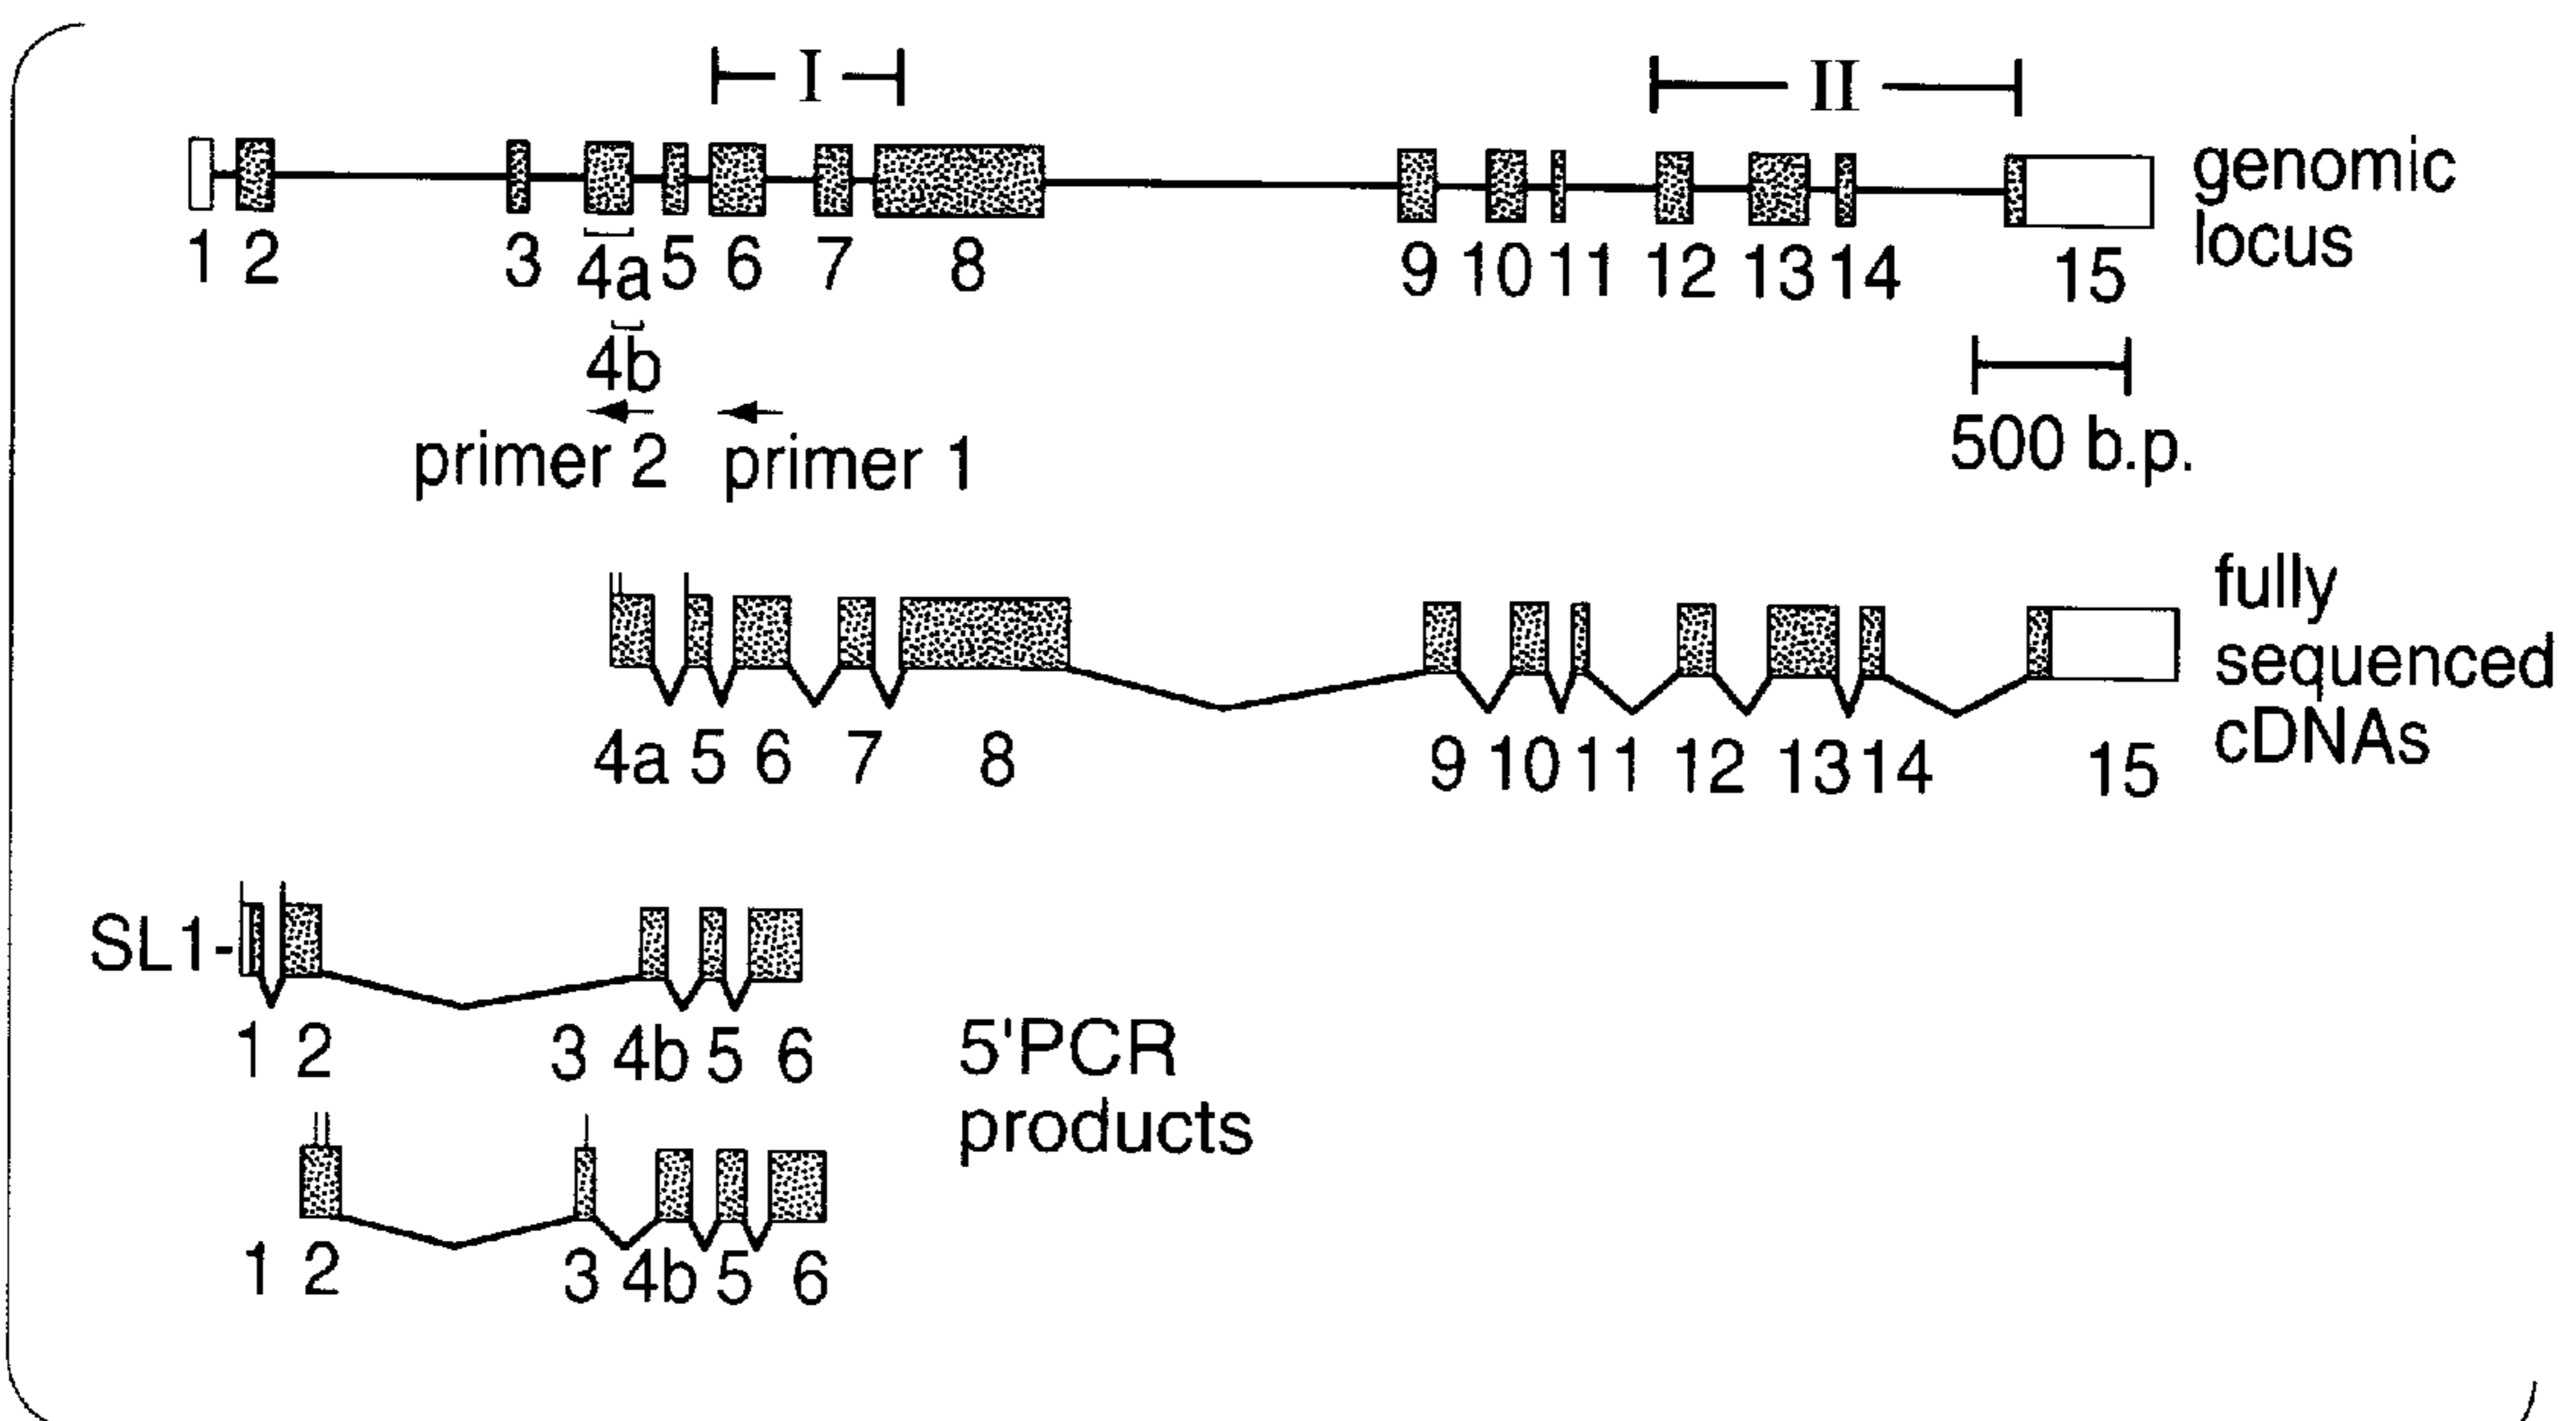 I II
genomic
locus
1 2 3 4a 5 6 7 8 9 10 11 12 13 14 15
4b
primer 2 primer 1
500 b.p.
fully
sequenced
cDNAs
4a 5 6 7 8 9 10 11 12 13 14 15
SL1-
1 2 3 4b 5 6
5'PCR
products
1 2 3 4b 5 6